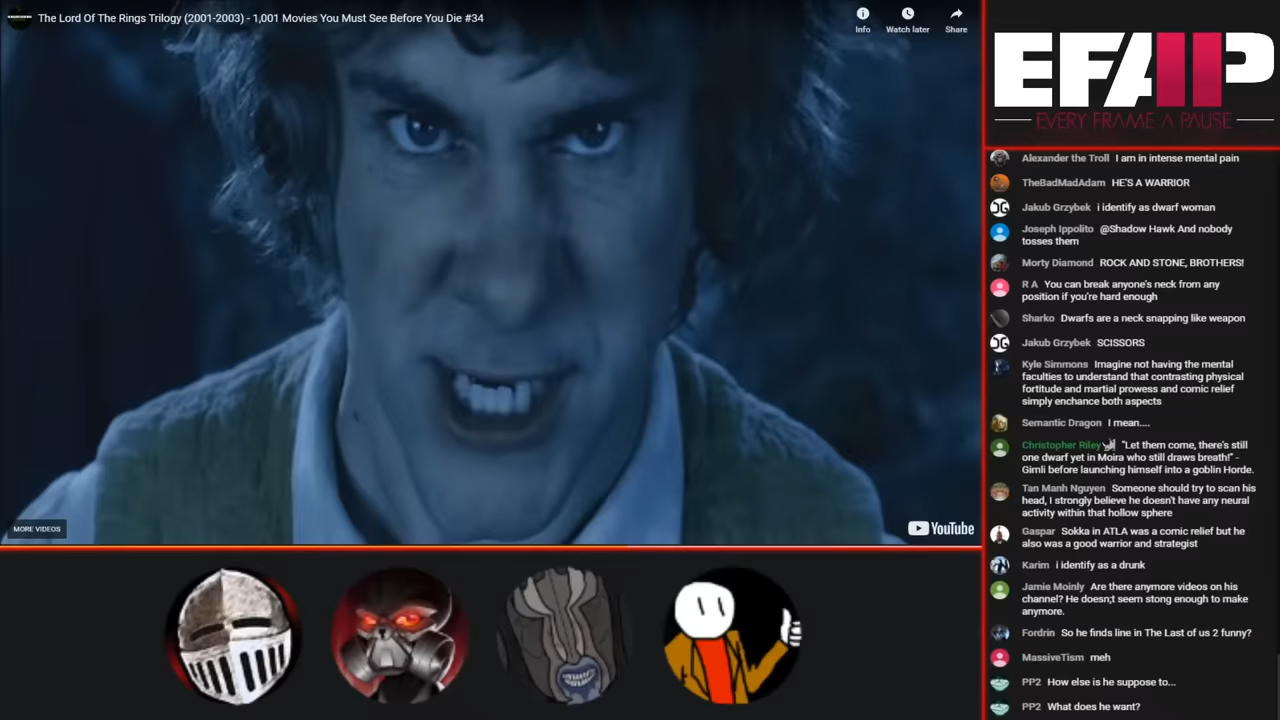 The Lord Of The Rings Trilogy (2001-2003) - 1,001 Movies You Must See Before You Die #34
Info
Watch later
Share
MORE VIDEOS
YouTube
EFAP
EVERY FRAME A PAUSE
Alexander the Troll I am in intense mental pain
TheBadMadAdam HE'S A WARRIOR
Jakub Grzybek i identify as dwarf woman
Joseph Ippolito @Shadow Hawk And nobody
tosses them
Morty Diamond ROCK AND STONE, BROTHERS!
R A You can break anyone's neck from any
position if you're hard enough
Sharko Dwarfs are a neck snapping like weapon
Jakub Grzybek SCISSORS
Kyle Simmons Imagine not having the mental
faculties to understand that contrasting physical
fortitude and martial prowess and comic relief
simply enchance both aspects
Semantic Dragon I mean....
Christopher Riley "Let them come, there's still
one dwarf yet in Moira who still draws breath!" -
Gimli before launching himself into a goblin Horde.
Tan Manh Nguyen Someone should try to scan his
head, I strongly believe he doesn't have any neural
activity within that hollow sphere
Gaspar Sokka in ATLA was a comic relief but he
also was a good warrior and strategist
Karim i identify as a drunk
Jamie Moinly Are there anymore videos on his
channel? He doesn;t seem stong enough to make
anymore.
Fordrin So he finds line in The Last of us 2 funny?
MassiveTism meh
PP2 How else is he suppose to...
PP2 What does he want?